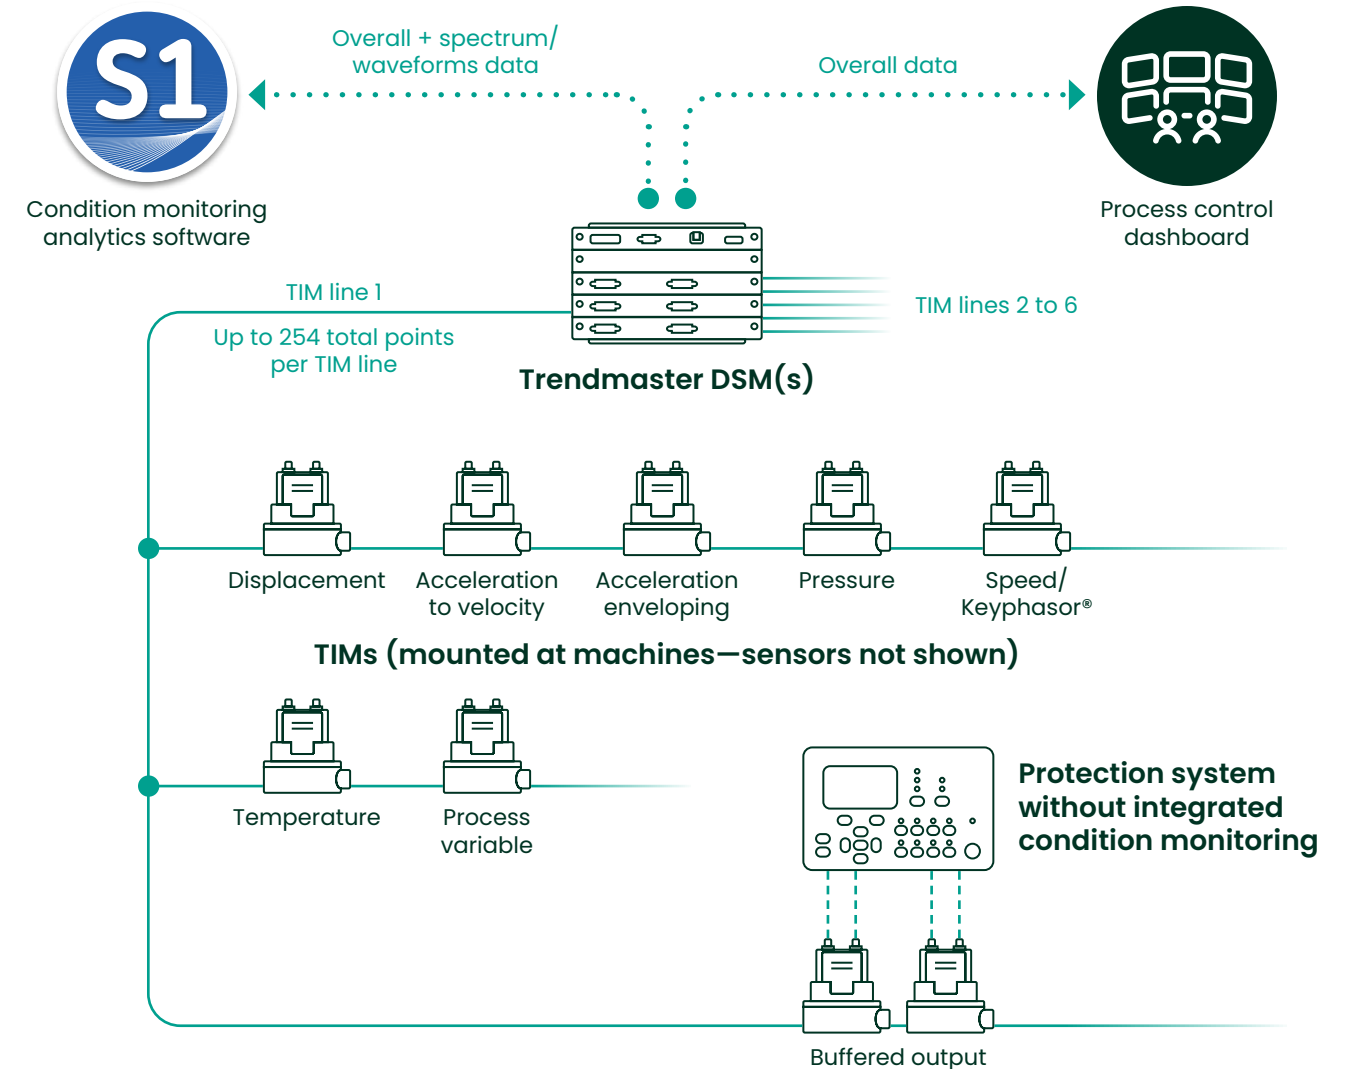 S1
Overall + spectrum/
waveforms data
Overall data
Condition monitoring
analytics software
Process control
dashboard
TIM line 1
Up to 254 total points
per TIM line
TIM lines 2 to 6
Trendmaster DSM(s)
Displacement
Acceleration
to velocity
Acceleration
enveloping
Pressure
Speed/
Keyphasor®
TIMs (mounted at machines—sensors not shown)
Temperature
Process
variable
Protection system
without integrated
condition monitoring
Buffered output